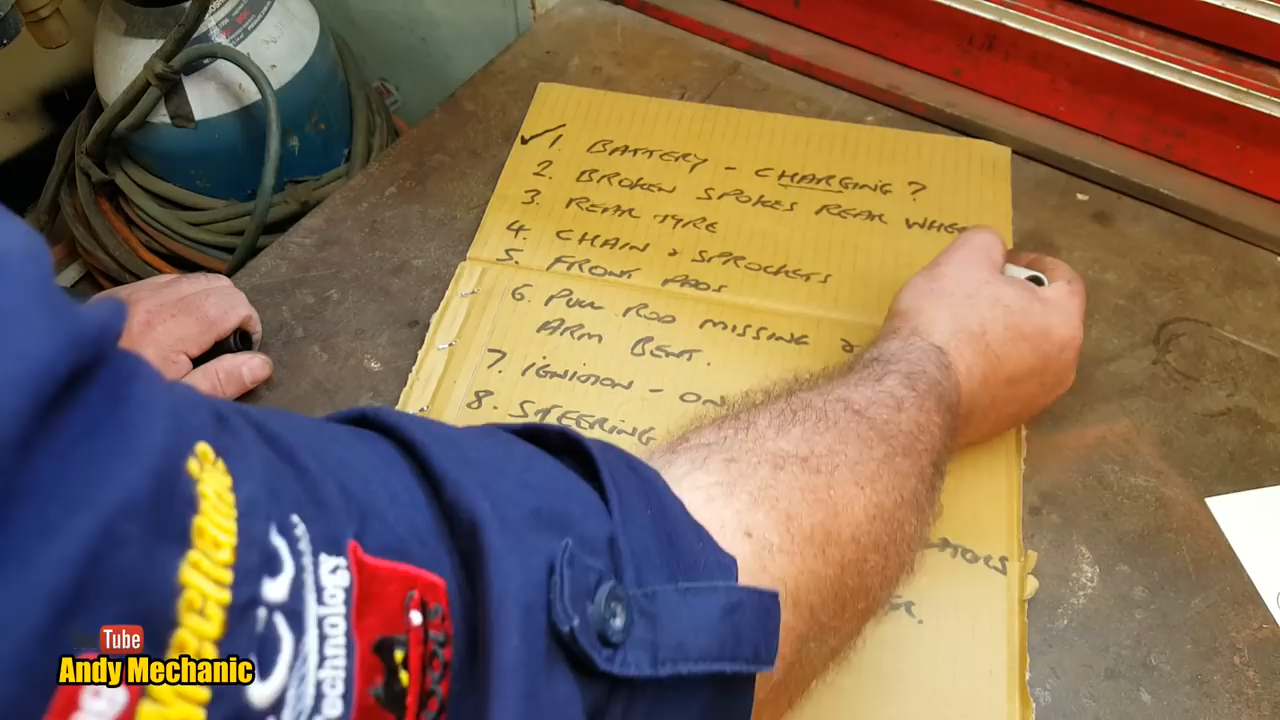 ✓1. BATTERY - CHARGING?
2. BROKEN SPOKES REAR WHEE
3. REAR TYRE
4. CHAIN & SPROCKETS
5. FRONT PADS
6. PULL ROD MISSING &
ARM BENT.
7. IGNITION - ON
8. STEERING
Technology
Tube
Andy Mechanic